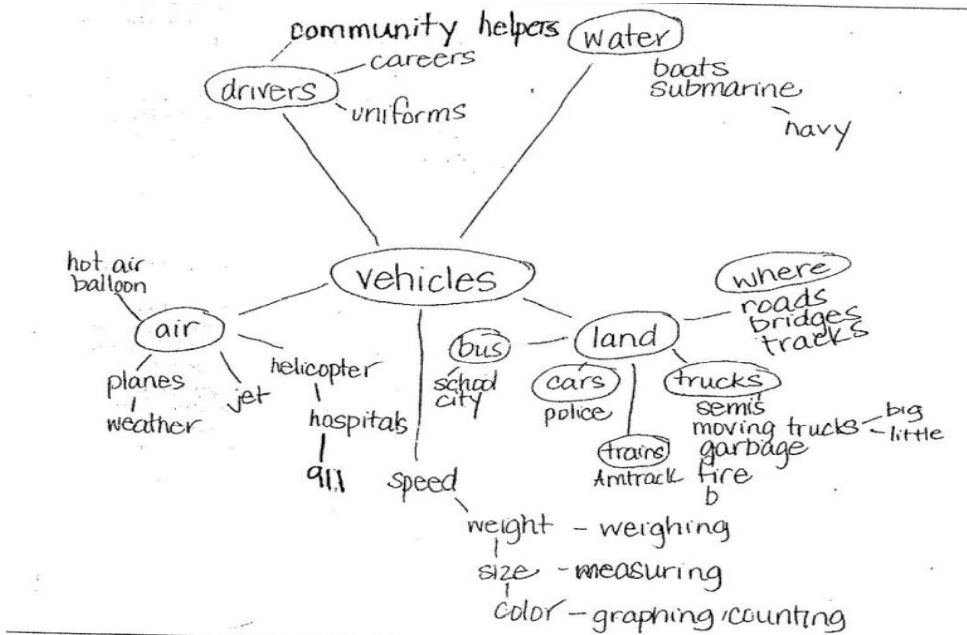 community helpers
careers
drivers
uniforms
water
boats
submarine
navy
vehicles
hot air
balloon
air
planes
weather
jet
helicopter
hospitals
911
speed
weight - weighing
size - measuring
color - graphing/counting
land
where
roads
bridges
tracks
bus
school
city
cars
police
trains
Amtrack
trucks
semis
moving trucks
big
little
garbage
fire
b